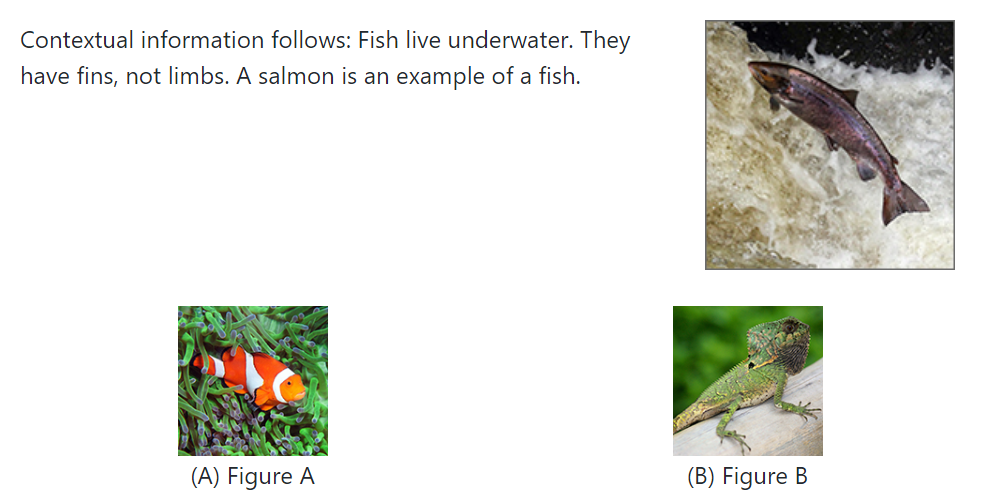 Contextual information follows: Fish live underwater. They
have fins, not limbs. A salmon is an example of a fish.
(A) Figure A
(B) Figure B